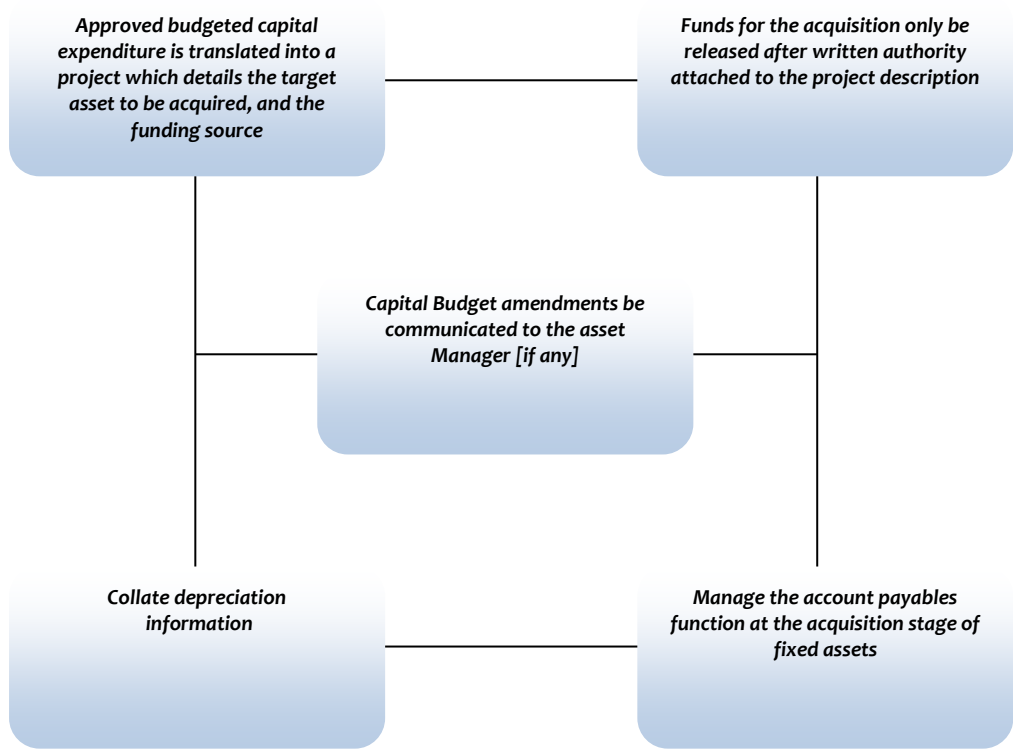 Approved budgeted capital
expenditure is translated into a
project which details the target
asset to be acquired, and the
funding source
Funds for the acquisition only be
released after written authority
attached to the project description
Capital Budget amendments be
communicated to the asset
Manager [if any]
Collate depreciation
information
Manage the account payables
function at the acquisition stage of
fixed assets